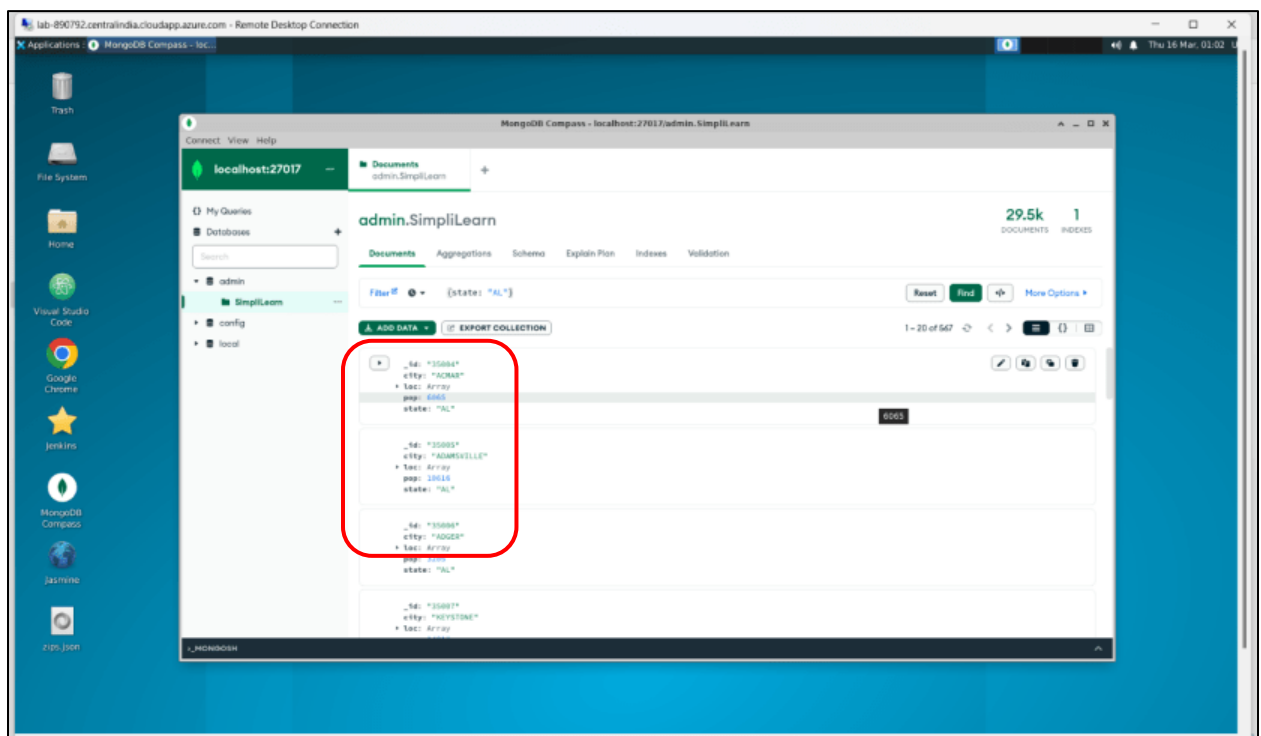 lab-890792.centralindia.cloudapp.azure.com - Remote Desktop Connection
Applications : MongoDB Compass - loc...
Thu 16 Mar, 01:02 U
Trash
File System
Home
Visual Studio
Code
Google
Chrome
Jenkins
MongoDB
Compass
Jasmine
zips.json
MongoDB Compass - localhost:27017/admin.SimpliLearn
Connect View Help
localhost:27017
My Queries
Databases
Search
admin
SimpliLearn
config
local
Documents
admin.SimpliLearn
admin.SimpliLearn
29.5k
DOCUMENTS
1
INDEXES
Documents Aggregations Schema Explain Plan Indexes Validation
Filter {state: "AL"} Reset Find </> More Options
ADD DATA EXPORT COLLECTION 1 – 20 of 567 {}
_id: "35004"
city: "ACMAR"
loc: Array
pop: 6065
state: "AL"
6065
_id: "35005"
city: "ADAMSVILLE"
loc: Array
pop: 10616
state: "AL"
_id: "35006"
city: "ADGER"
loc: Array
pop: 3205
state: "AL"
_id: "35007"
city: "KEYSTONE"
loc: Array
>_MONGOSH